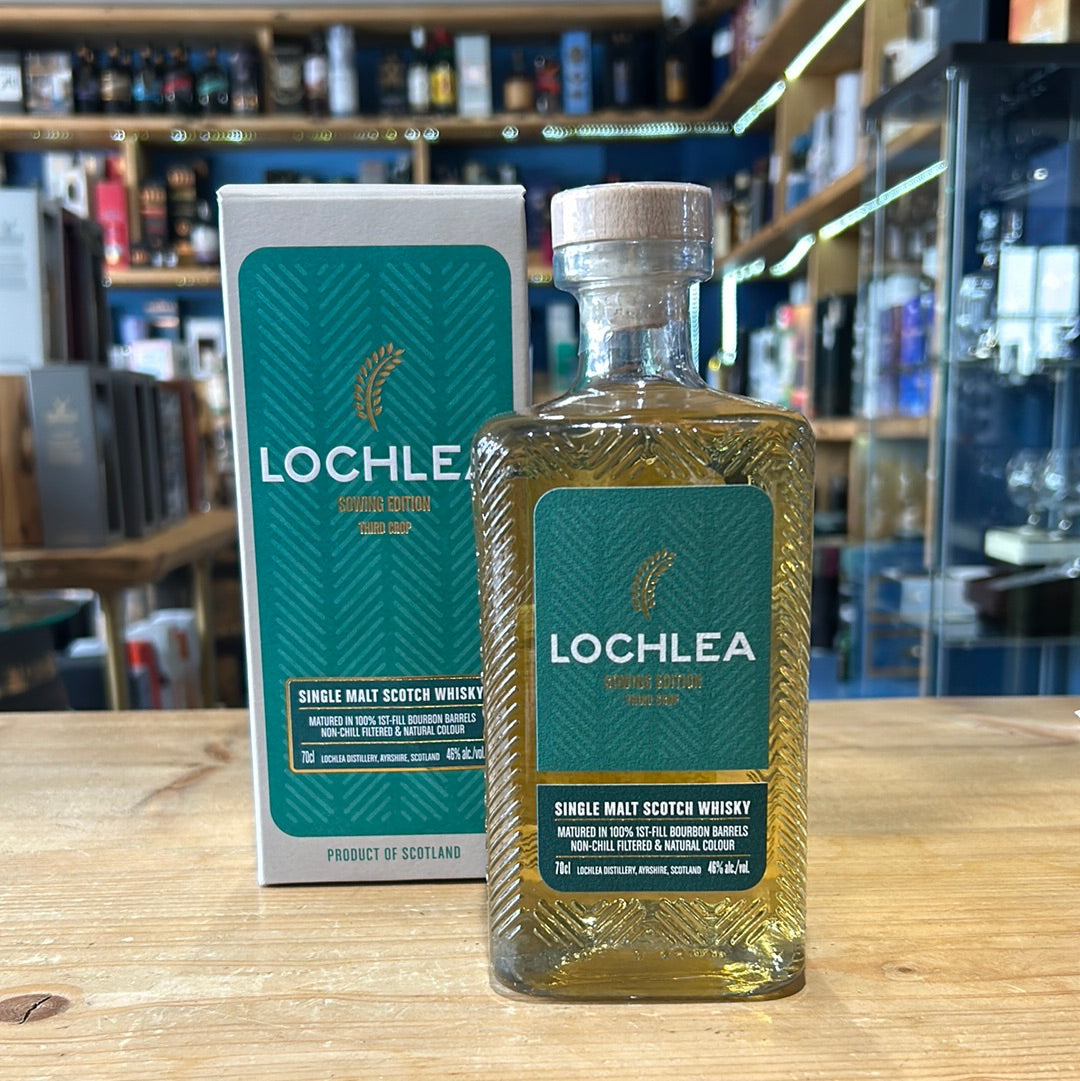 LOCHLEA
SOWING EDITION
THIRD CROP
SINGLE MALT SCOTCH WHISKY
MATURED IN 100% 1ST-FILL BOURBON BARRELS
NON-CHILL FILTERED & NATURAL COLOUR
70cl LOCHLEA DISTILLERY, AYRSHIRE, SCOTLAND 46% alc./vol.
PRODUCT OF SCOTLAND
LOCHLEA
SOWING EDITION
THIRD CROP
SINGLE MALT SCOTCH WHISKY
MATURED IN 100% 1ST-FILL BOURBON BARRELS
NON-CHILL FILTERED & NATURAL COLOUR
70cl LOCHLEA DISTILLERY, AYRSHIRE, SCOTLAND 46% alc./vol.